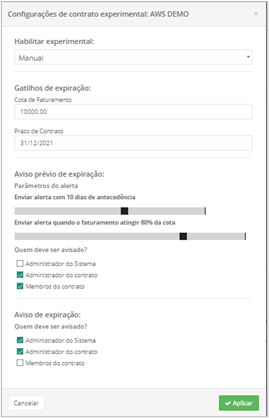 Configurações de contrato experimental: AWS DEMO
×
Habilitar experimental:
Manual
Gatilhos de expiração:
Cota de Faturamento
10000,00
Prazo de Contrato
31/12/2021
Aviso prévio de expiração:
Parâmetros do alerta
Enviar alerta com 10 dias de antecedência
Enviar alerta quando o faturamento atingir 80% da cota
Quem deve ser avisado?
Administrador do Sistema
Administrador do contrato
Membros do contrato
Aviso de expiração:
Quem deve ser avisado?
Administrador do Sistema
Administrador do contrato
Membros do contrato
Cancelar
Aplicar